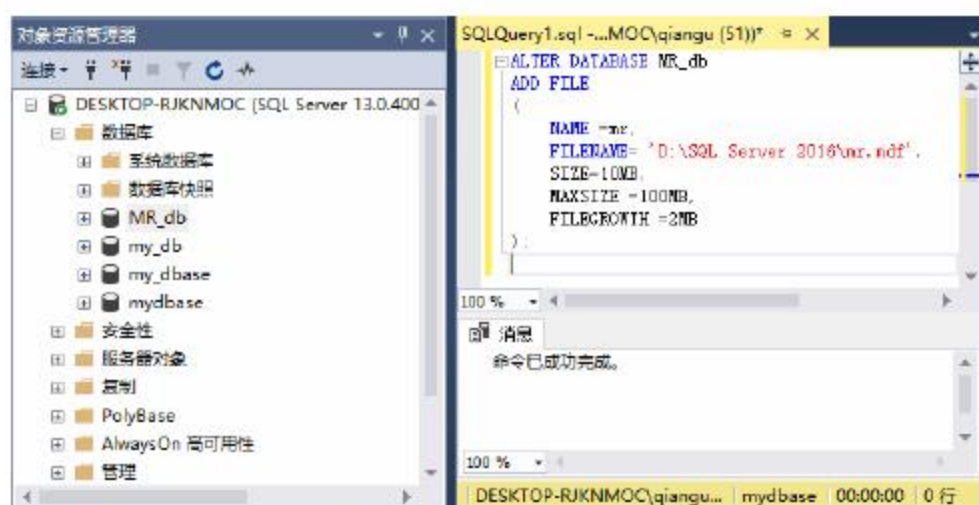 对象资源管理器
连接
DESKTOP-RJKNMOC (SQL Server 13.0.400
数据库
系统数据库
数据库快照
MR_db
my_db
my_dbase
mydbase
安全性
服务器对象
复制
PolyBase
AlwaysOn 高可用性
管理
SQLQuery1.sql -...MOC\qiangu (51))*
ALTER DATABASE MR_db
ADD FILE
(
NAME =mr,
FILENAME= 'D:\SQL Server 2016\mr.mdf',
SIZE=10MB,
MAXSIZE =100MB,
FILEGROWTH =2MB
);
100 %
消息
命令已成功完成。
100 %
DESKTOP-RJKNMOC\qiangu... mydbase 00:00:00 0 行